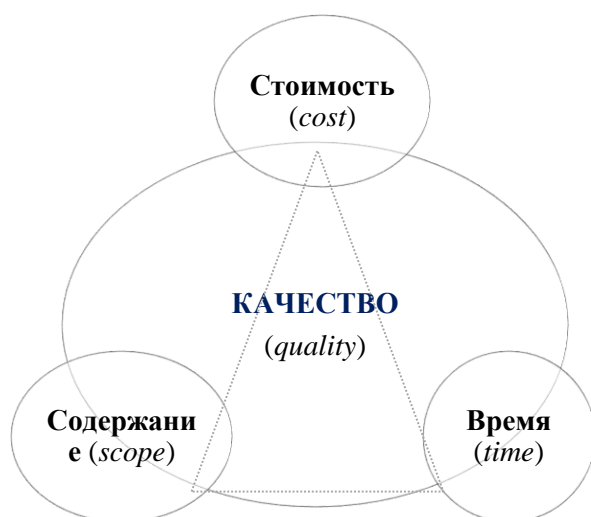 Стоимость
(cost)
КАЧЕСТВО
(quality)
Содержани
е (scope)
Время
(time)